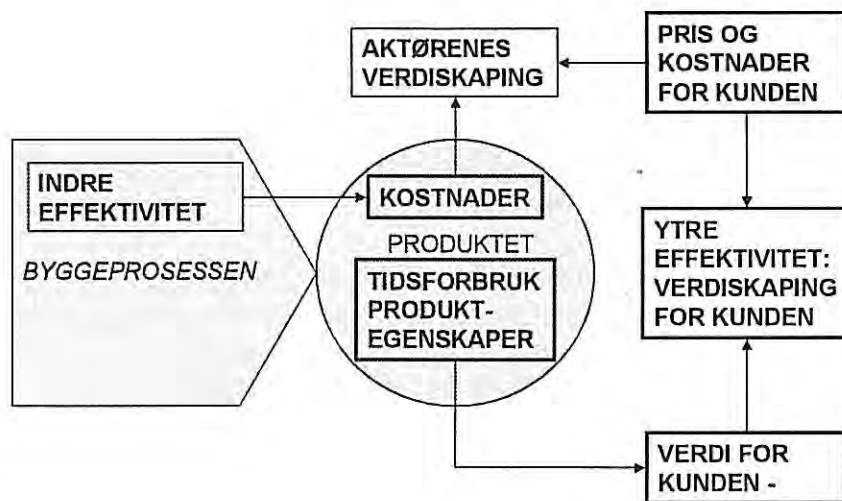 AKTØRENES
VERDISKAPING
PRIS OG
KOSTNADER
FOR KUNDEN
INDRE
EFFEKTIVITET
BYGGEPROSESSEN
KOSTNADER
PRODUKTET
TIDSFORBRUK
PRODUKT-
EGENSKAPER
YTRE
EFFEKTIVITET:
VERDISKAPING
FOR KUNDEN
VERDI FOR
KUNDEN -